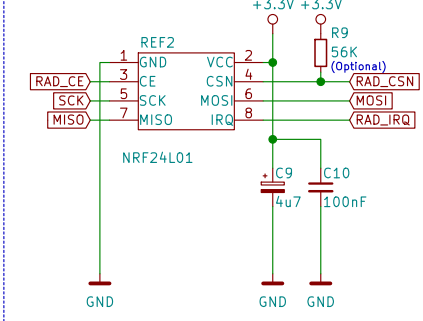 +3.3V +3.3V
R9
56K
(Optional)
REF2
1 GND VCC 2
RAD_CE 3 CE CSN 4 RAD_CSN
SCK 5 SCK MOSI 6 MOSI
MISO 7 MISO IRQ 8 RAD_IRQ
NRF24L01
+ C9 C10
4u7 100nF
GND GND GND